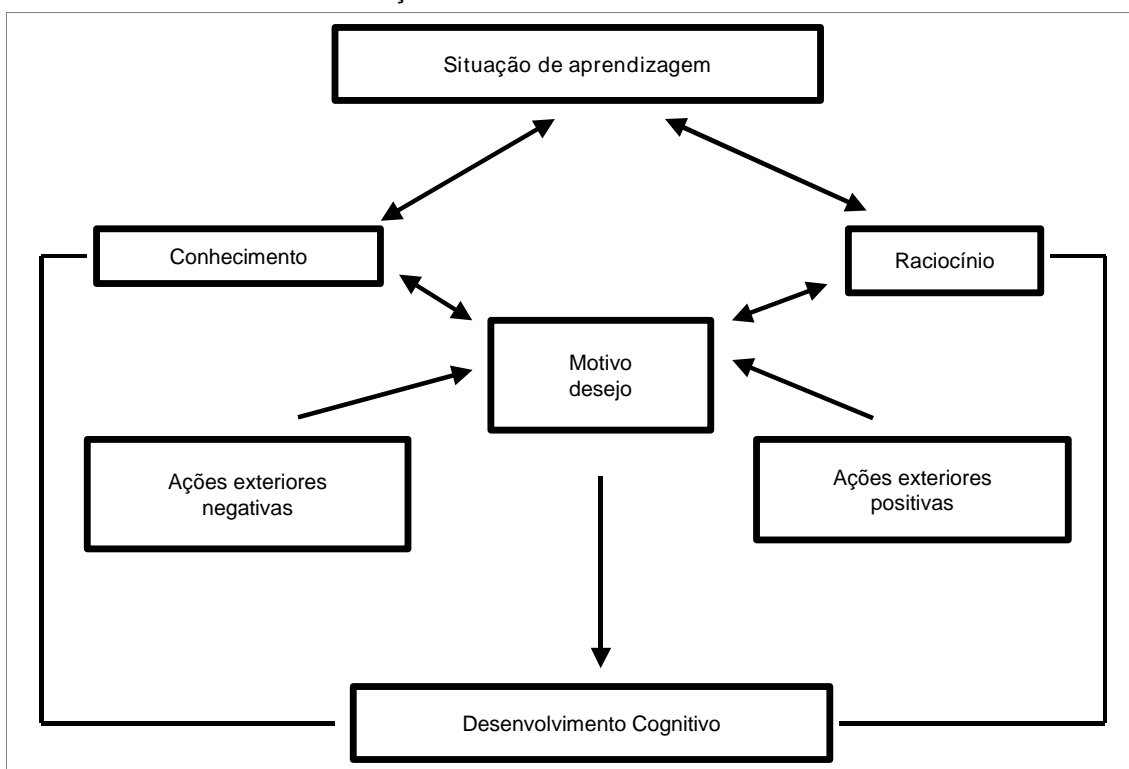 Situação de aprendizagem
Conhecimento
Raciocínio
Motivo
desejo
Ações exteriores
negativas
Ações exteriores
positivas
Desenvolvimento Cognitivo